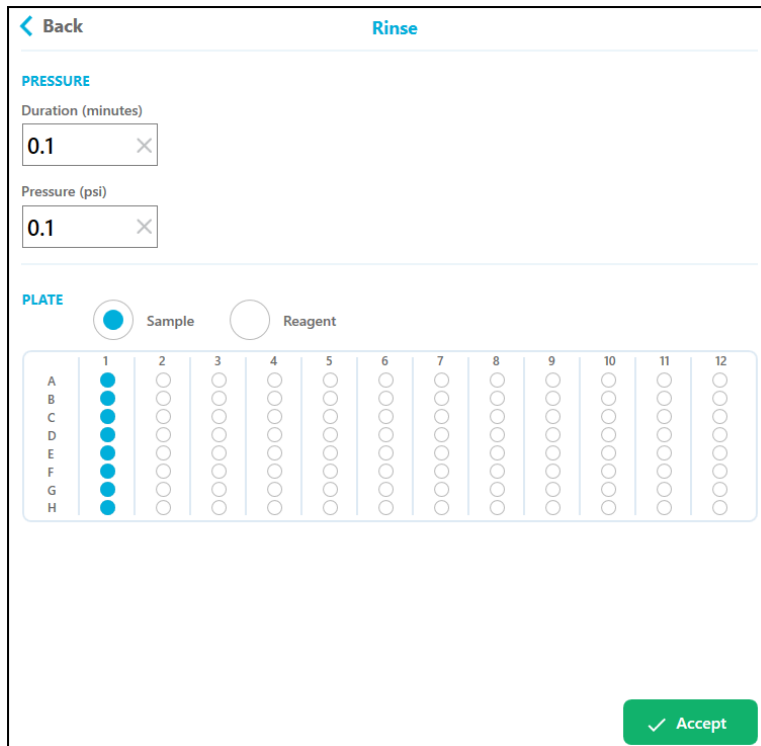 Back
Rinse
PRESSURE
Duration (minutes)
0.1
Pressure (psi)
0.1
PLATE
Sample
Reagent
1 2 3 4 5 6 7 8 9 10 11 12
A
B
C
D
E
F
G
H
Accept